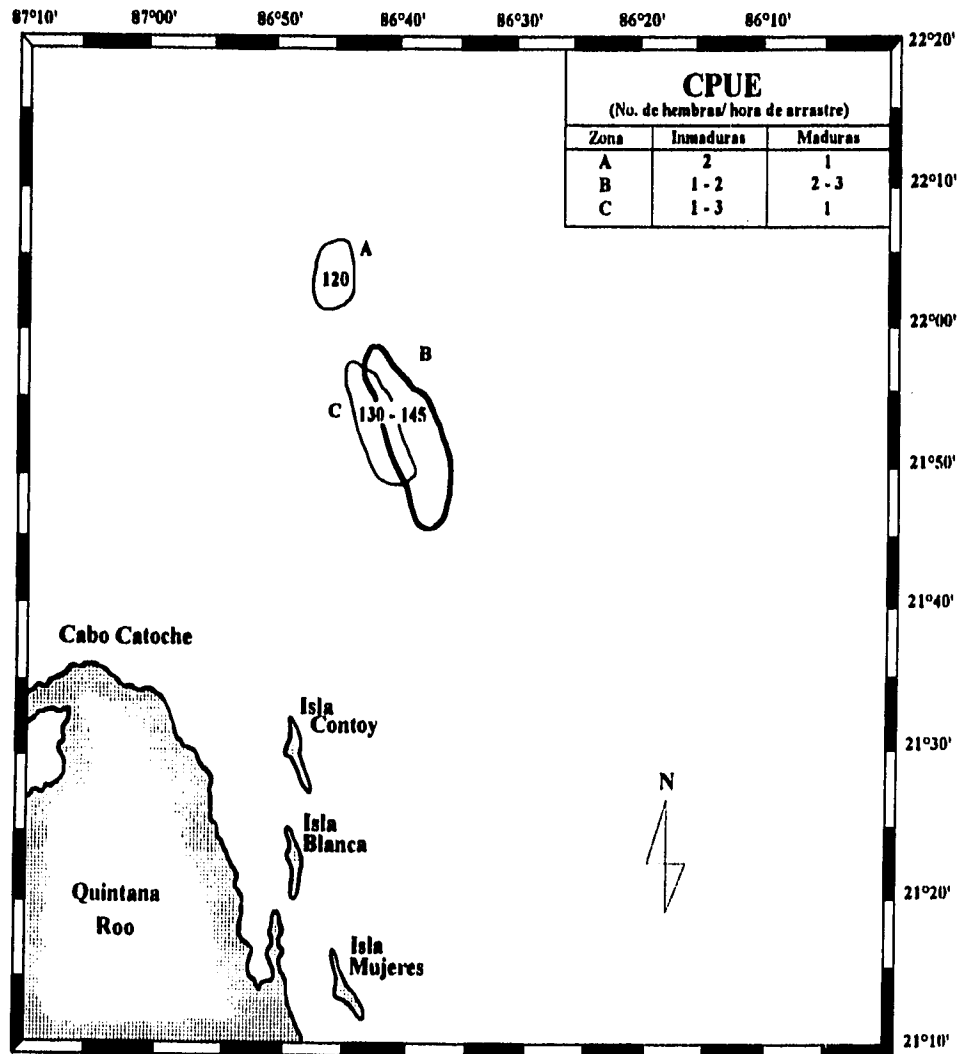 87°10' 87°00' 86°50' 86°40' 86°30' 86°20' 86°10'
22°20'
CPUE
(No. de hembras/ hora de arrastre)
Zona Inmaduras Maduras
A 2 1
B 1 - 2 2 - 3
C 1 - 3 1
22°10'
A
120
22°00'
B
C 130 - 145
21°50'
21°40'
Cabo Catoche
Isla
Contoy
21°30'
N
Isla
Blanca
Quintana
Roo
21°20'
Isla
Mujeres
21°10'